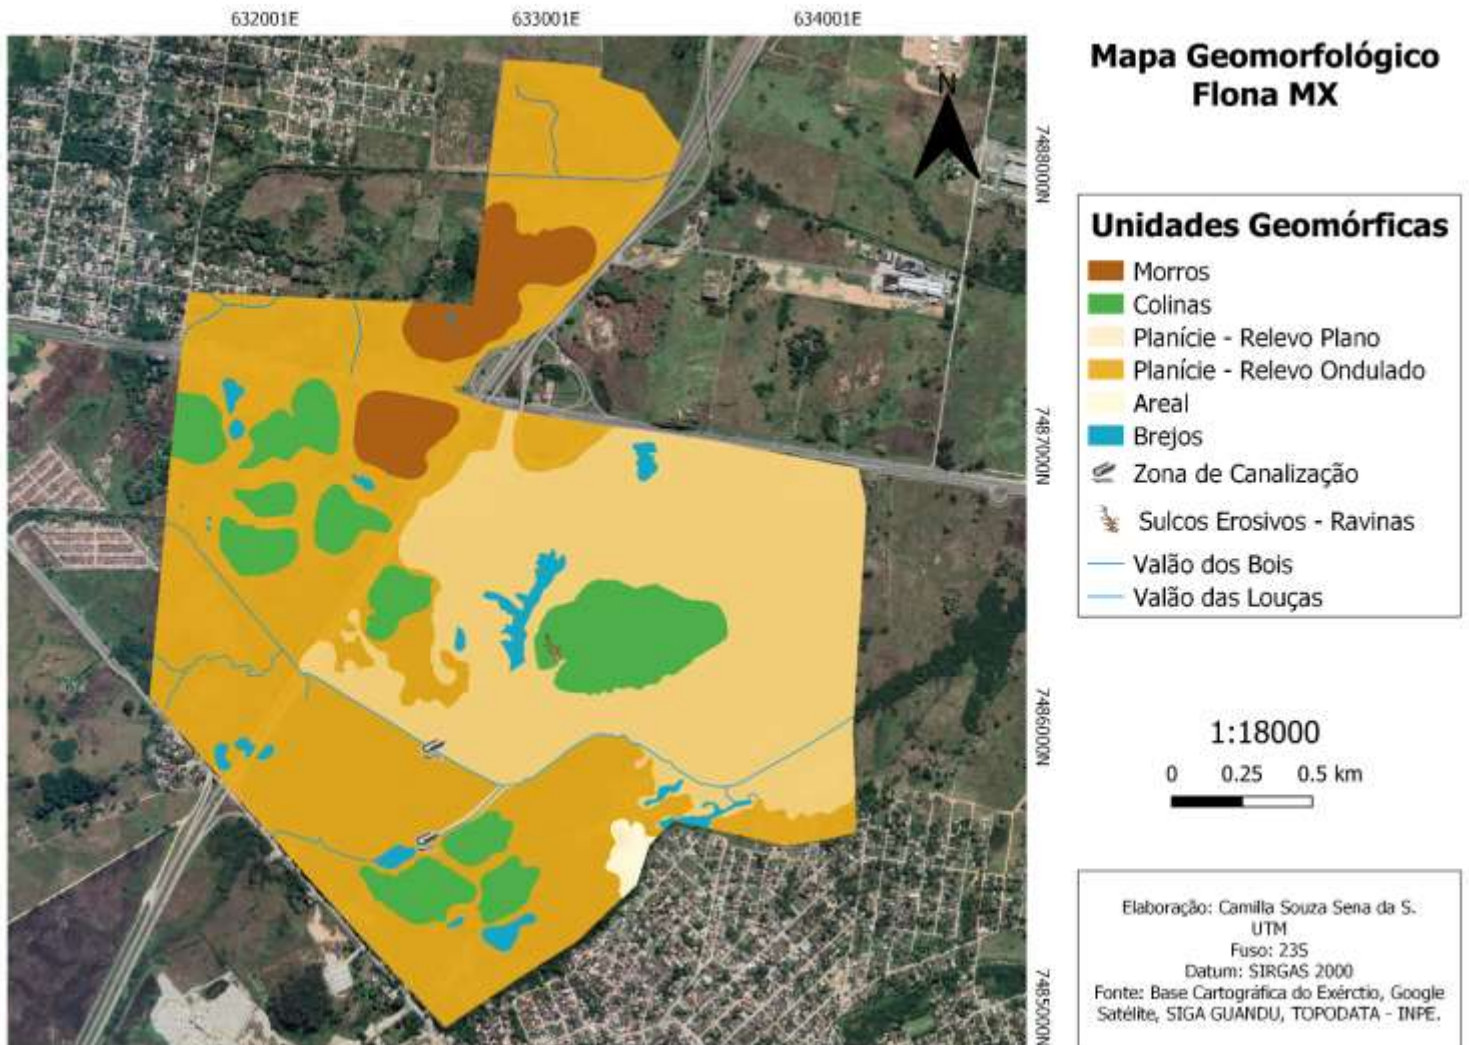 632001E
633001E
634001E
Mapa Geomorfológico
Flona MX
N
7488000N
7487000N
7486000N
7485000N
Unidades Geomórficas
Morros
Colinas
Planície - Relevo Plano
Planície - Relevo Ondulado
Areal
Brejos
Zona de Canalização
Sulcos Erosivos - Ravinas
Valão dos Bois
Valão das Louças
1:18000
0 0.25 0.5 km
Elaboração: Camilla Souza Sena da S.
UTM
Fuso: 23S
Datum: SIRGAS 2000
Fonte: Base Cartográfica do Exérctio, Google
Satélite, SIGA GUANDU, TOPODATA - INPE.